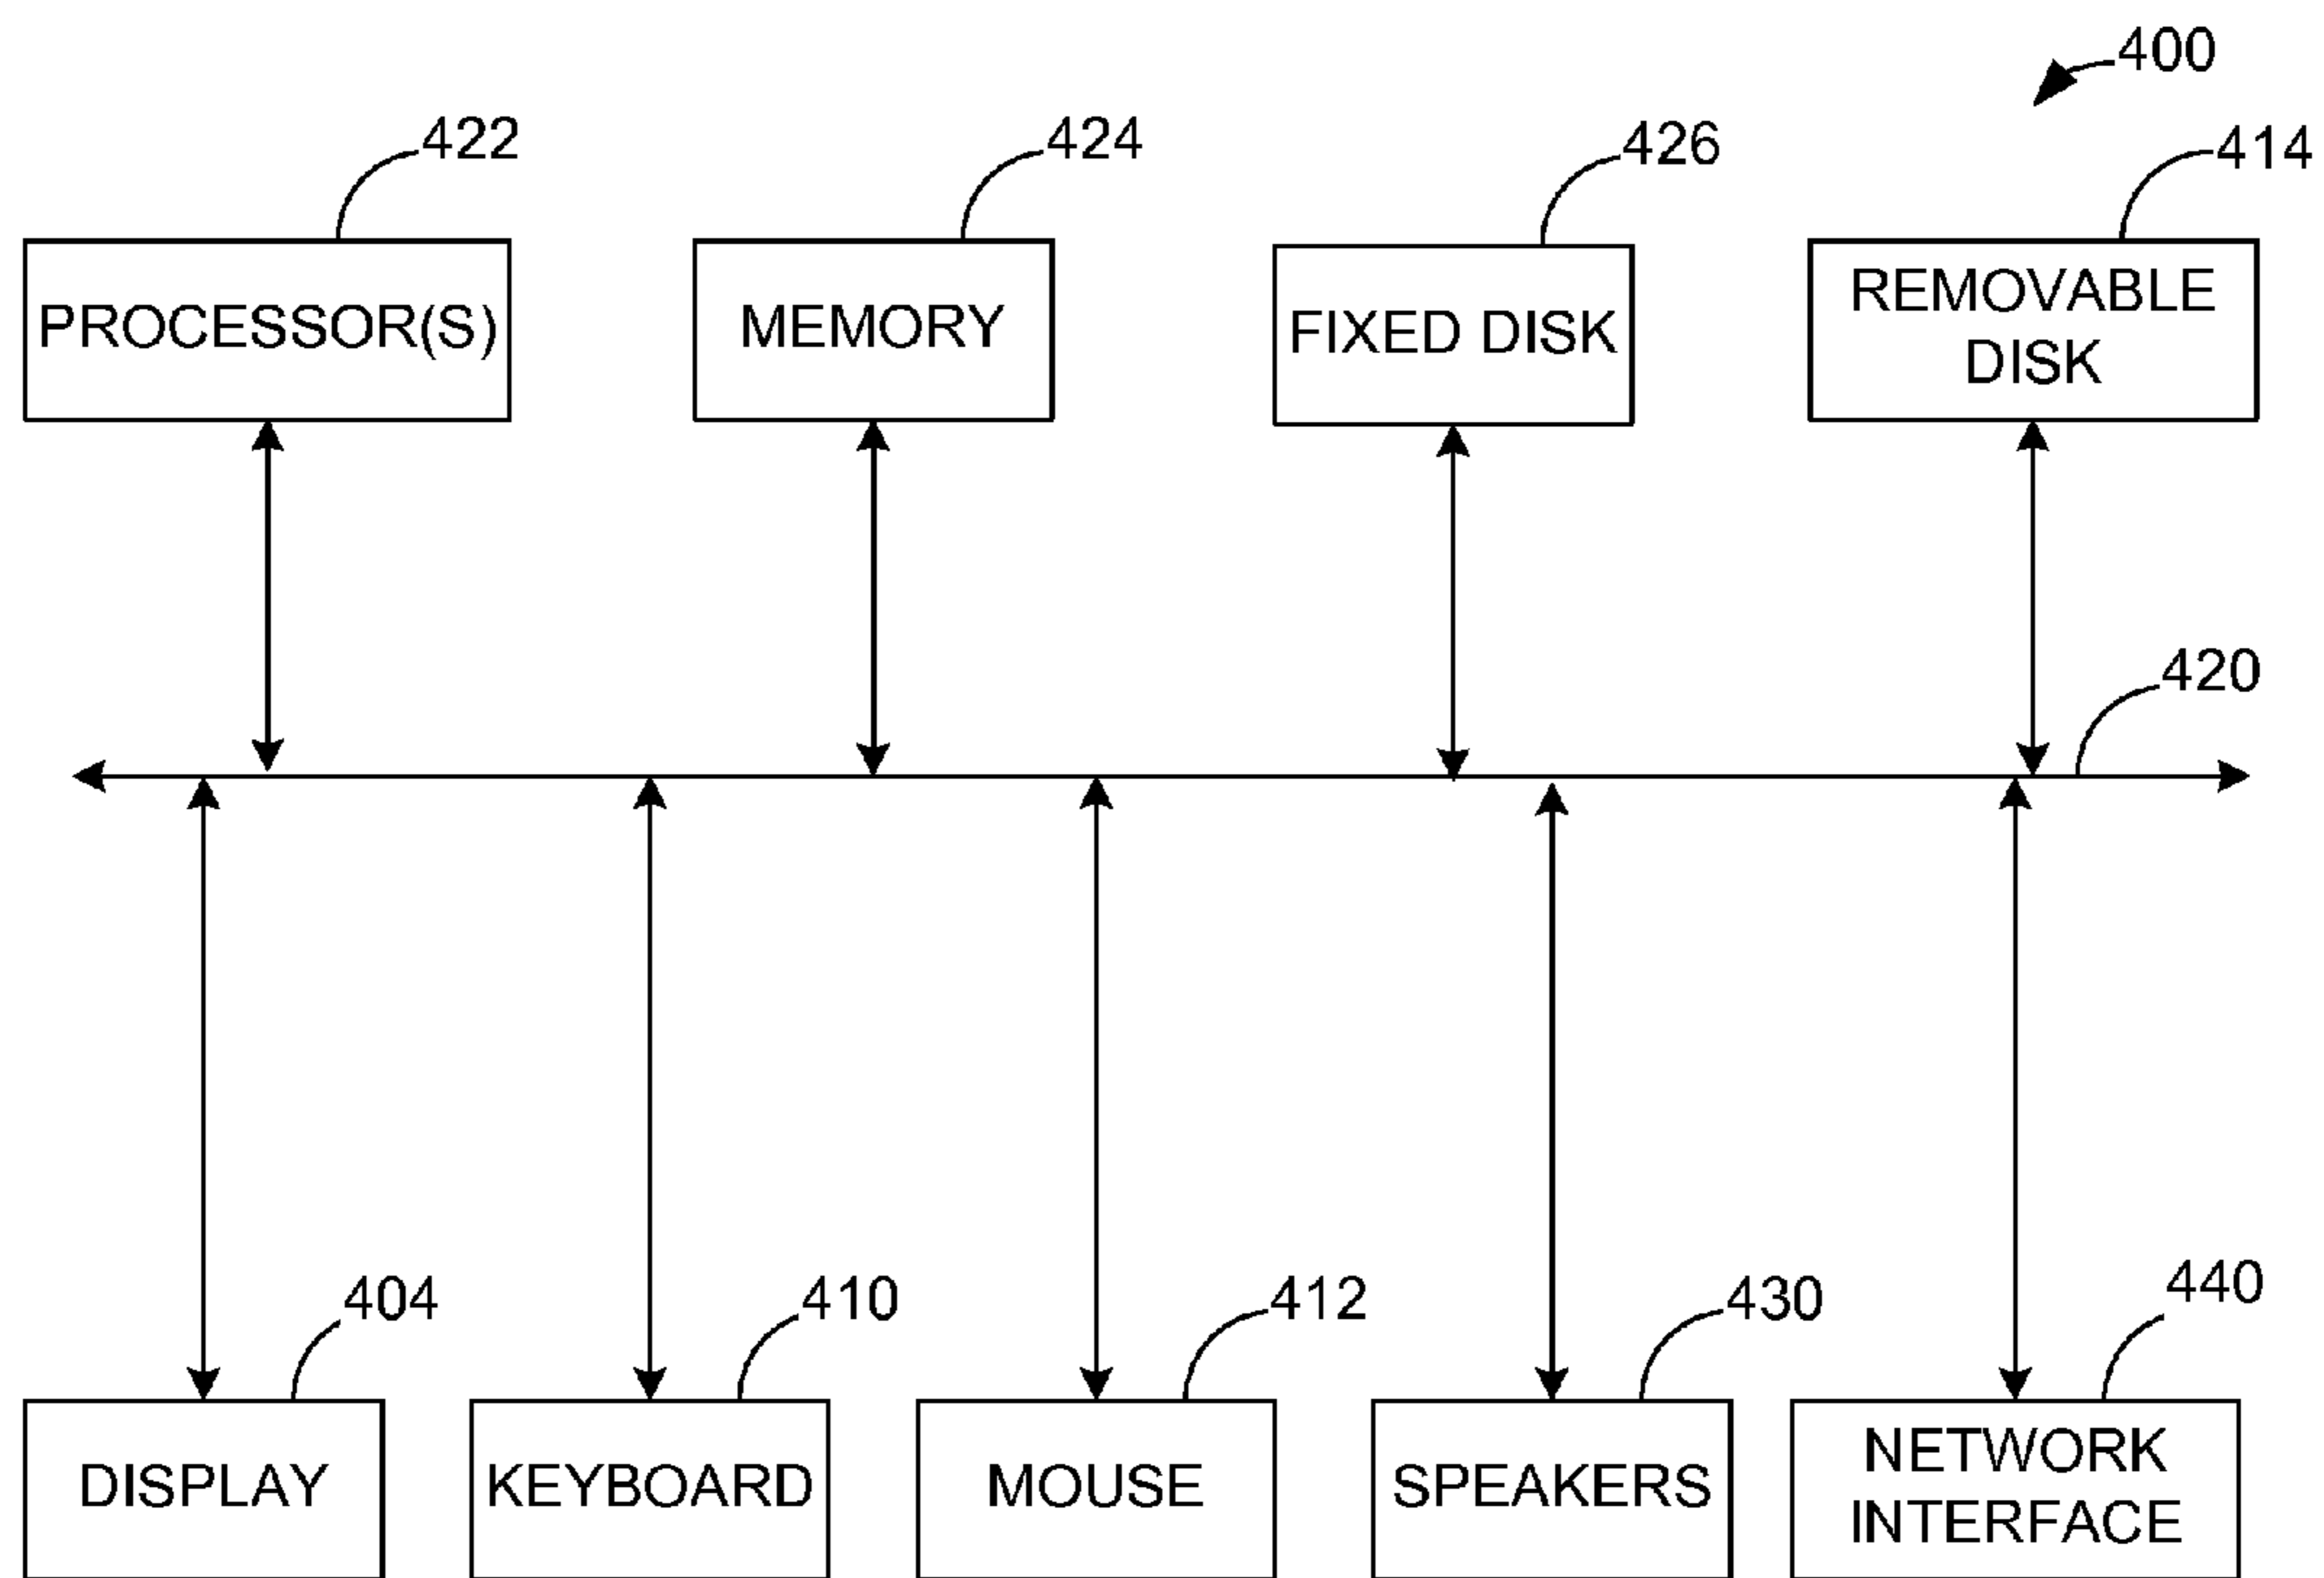 400
422
424
426
414
PROCESSOR(S)
MEMORY
FIXED DISK
REMOVABLE
DISK
420
404
410
412
430
440
DISPLAY
KEYBOARD
MOUSE
SPEAKERS
NETWORK
INTERFACE